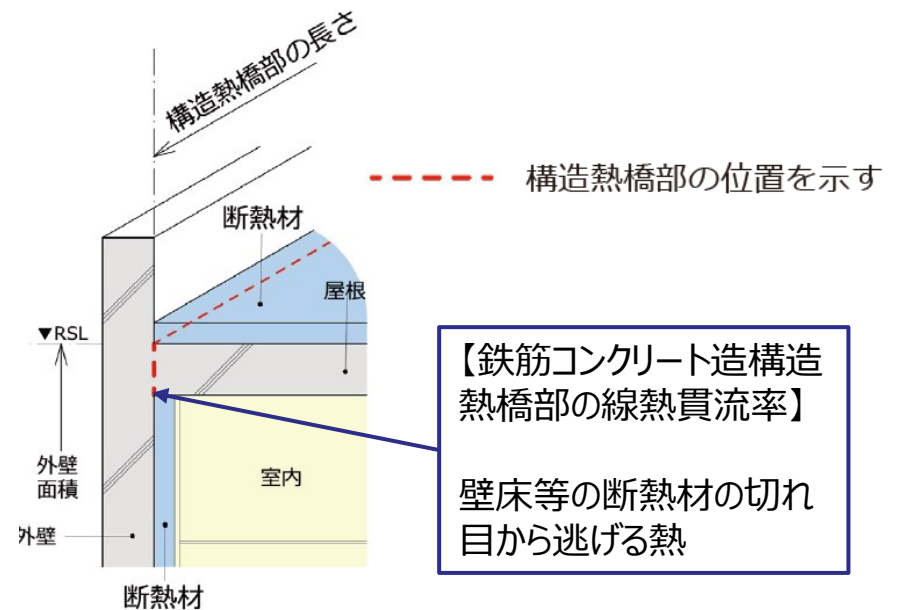 構造熱橋部の長さ
構造熱橋部の位置を示す
断熱材
屋根
▼RSL
【鉄筋コンクリート造構造
熱橋部の線熱貫流率】
壁床等の断熱材の切れ
目から逃げる熱
外壁
面積
室内
外壁
断熱材